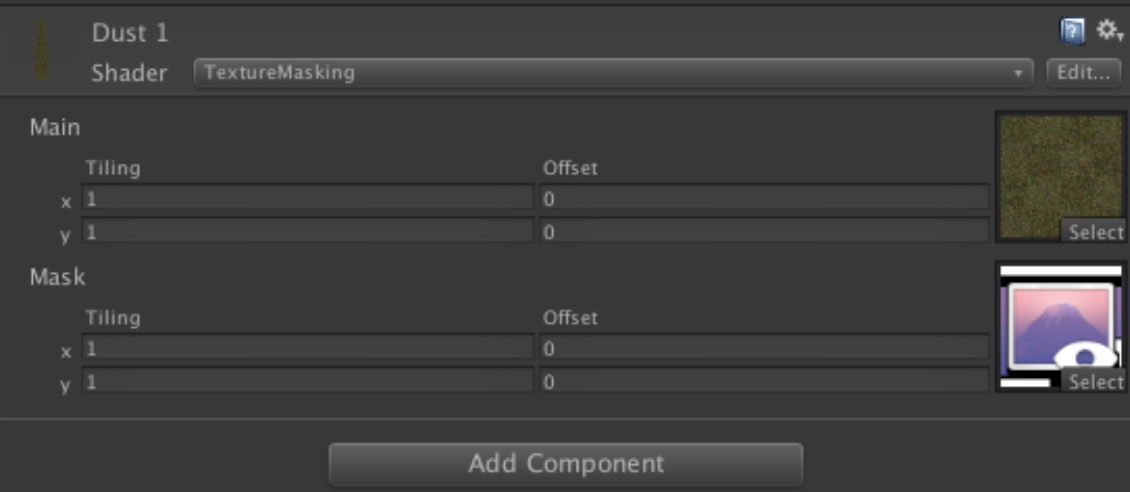 Dust 1
Shader TextureMasking Edit...
Main
Tiling Offset
x 1 0
y 1 0
Select
Mask
Tiling Offset
x 1 0
y 1 0
Select
Add Component